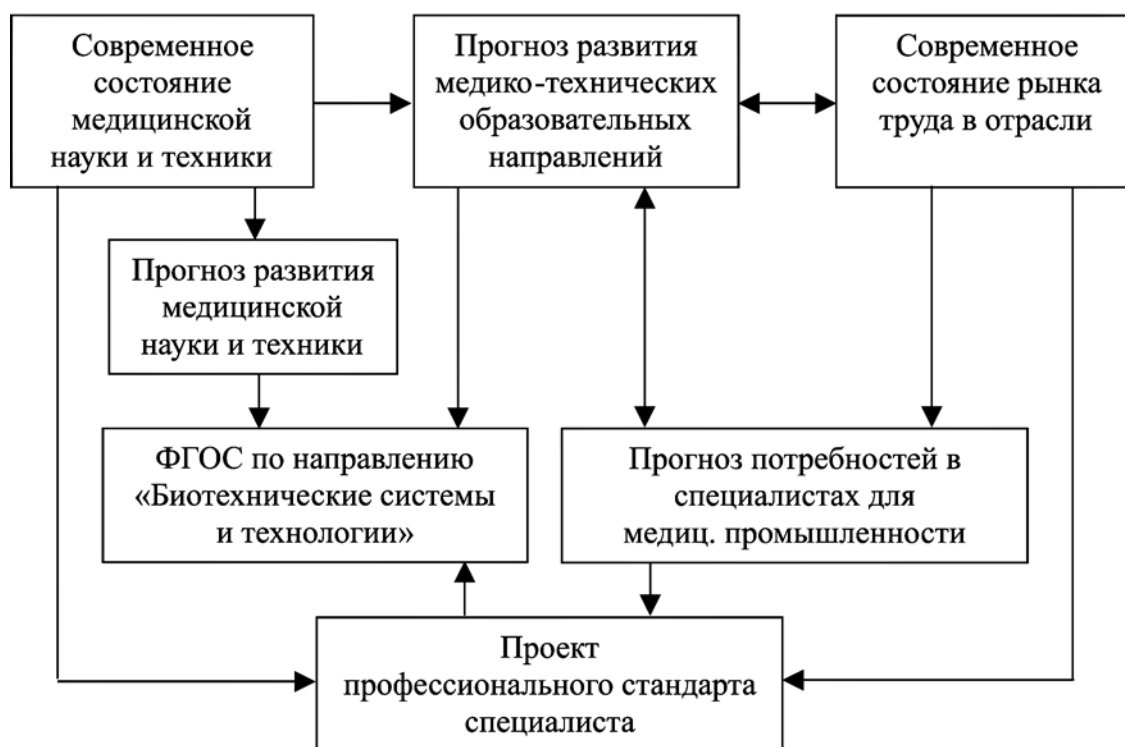 Современное
состояние
медицинской
науки и техники
Прогноз развития
медико-технических
образовательных
направлений
Современное
состояние рынка
труда в отрасли
Прогноз развития
медицинской
науки и техники
ФГОС по направлению
«Биотехнические системы
и технологии»
Прогноз потребностей в
специалистах для
медиц. промышленности
Проект
профессионального стандарта
специалиста